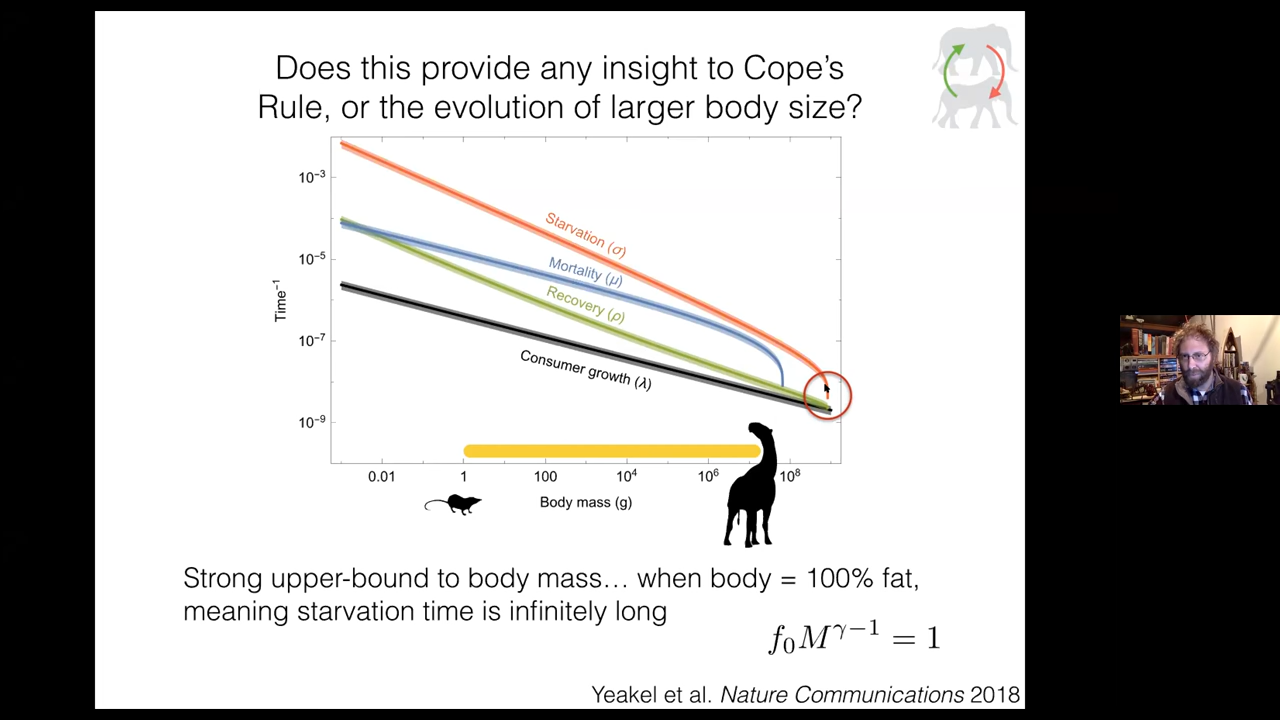 Does this provide any insight to Cope's
Rule, or the evolution of larger body size?
10⁻³
10⁻⁵
10⁻⁷
10⁻⁹
Time⁻¹
Starvation (σ)
Mortality (μ)
Recovery (ρ)
Consumer growth (λ)
0.01
1
100
10⁴
10⁶
10⁸
Body mass (g)
Strong upper-bound to body mass… when body = 100% fat,
meaning starvation time is infinitely long
f₀M^{γ−1} = 1
Yeakel et al. Nature Communications 2018